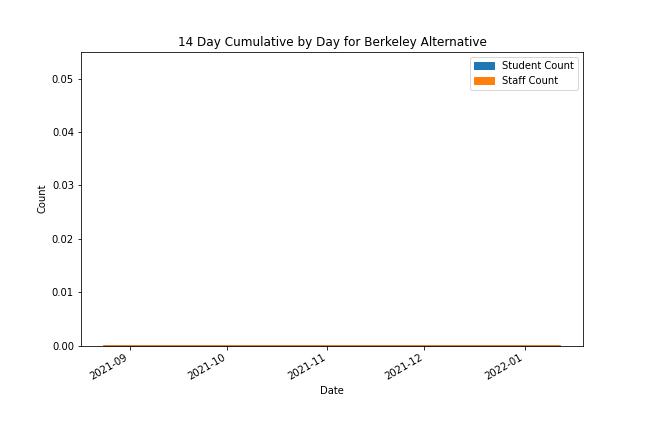 14 Day Cumulative by Day for Berkeley Alternative
Student Count
Staff Count
0.05
0.04
0.03
0.02
0.01
0.00
Count
2021-09
2021-10
2021-11
2021-12
2022-01
Date